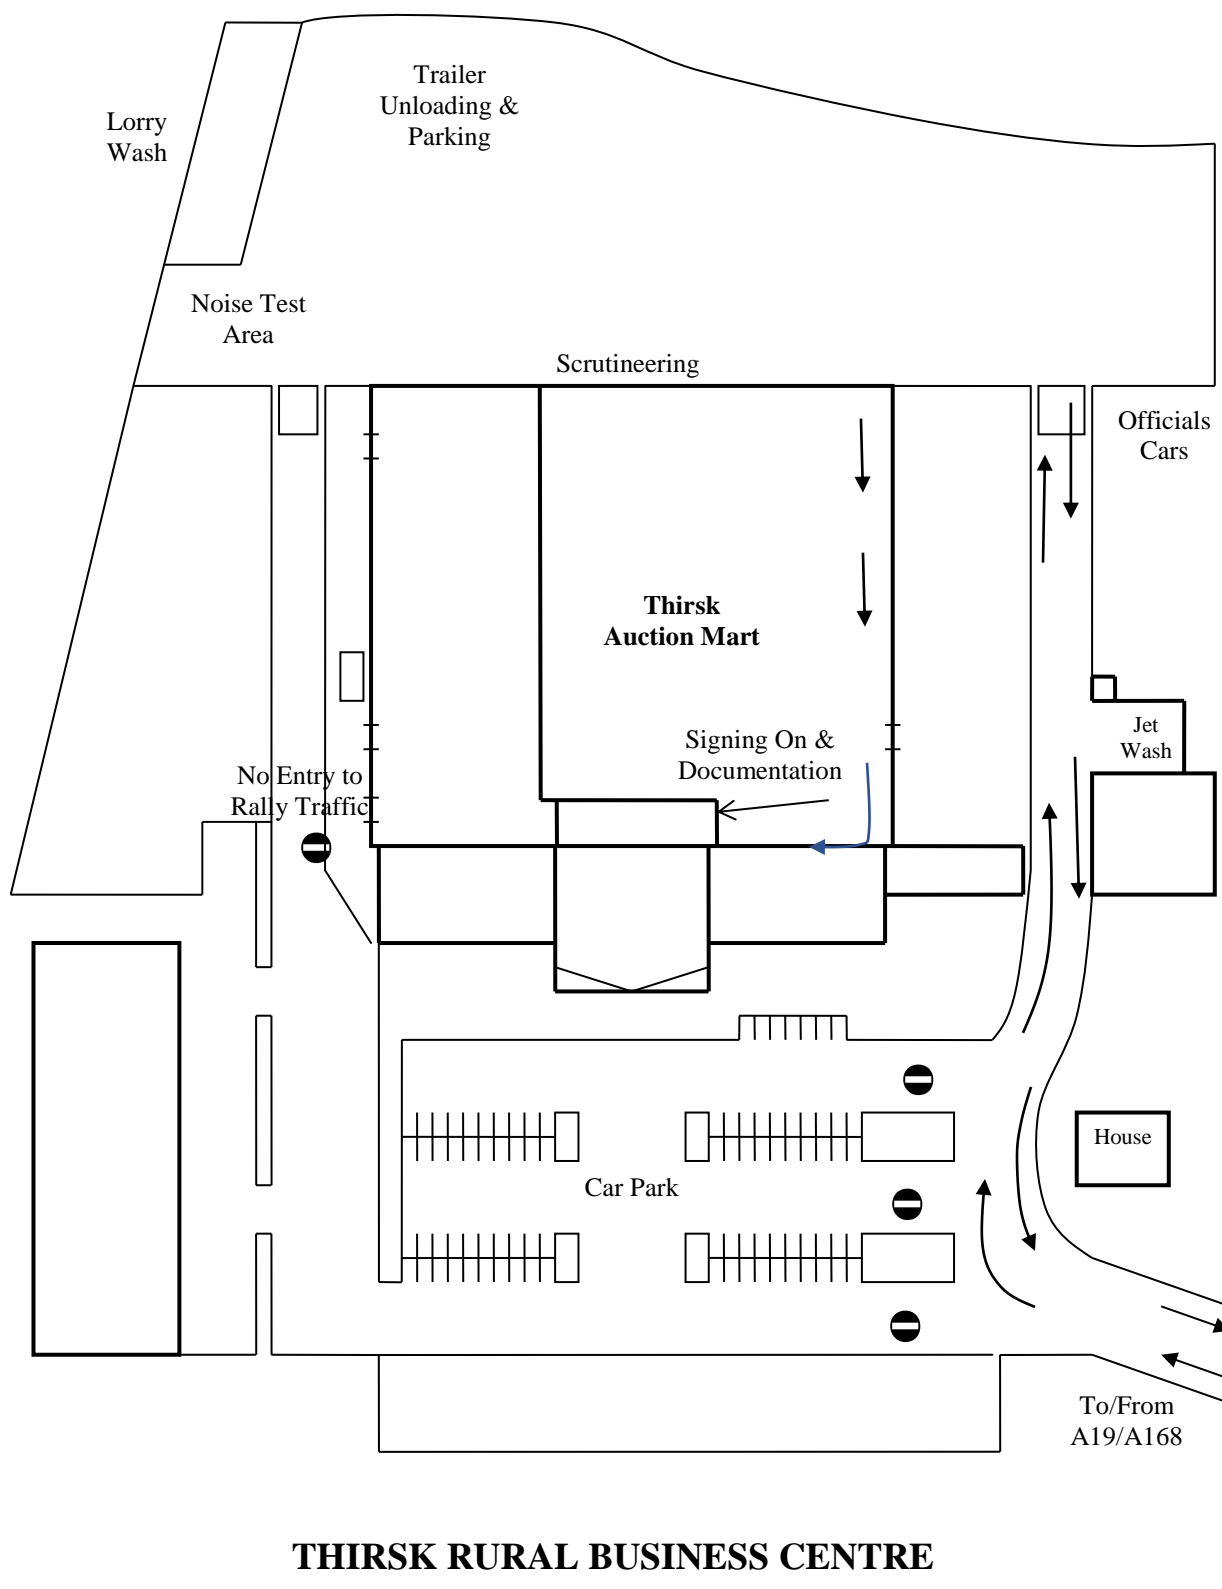 Trailer
Unloading &
Parking
Lorry
Wash
Noise Test
Area
Scrutineering
Officials
Cars
Thirsk
Auction Mart
Signing On &
Documentation
Jet
Wash
No Entry to
Rally Traffic
House
Car Park
To/From
A19/A168
THIRSK RURAL BUSINESS CENTRE